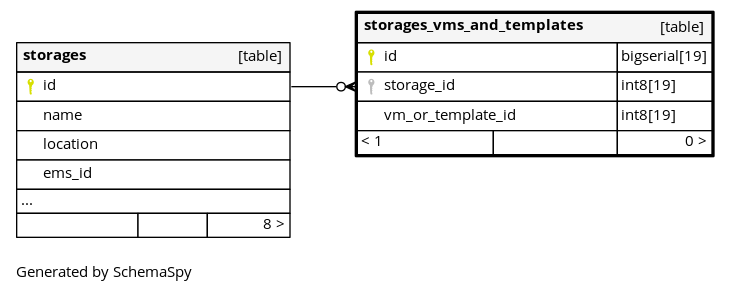 storages [table]
id
name
location
ems_id
...
8 >
storages_vms_and_templates [table]
id bigserial[19]
storage_id int8[19]
vm_or_template_id int8[19]
< 1 0 >
Generated by SchemaSpy